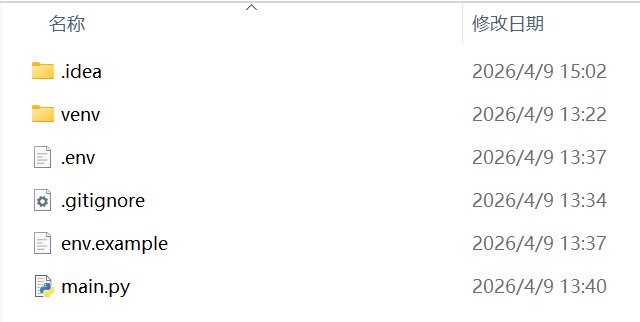 名称 修改日期
.idea 2026/4/9 15:02
venv 2026/4/9 13:22
.env 2026/4/9 13:37
.gitignore 2026/4/9 13:34
env.example 2026/4/9 13:37
main.py 2026/4/9 13:40